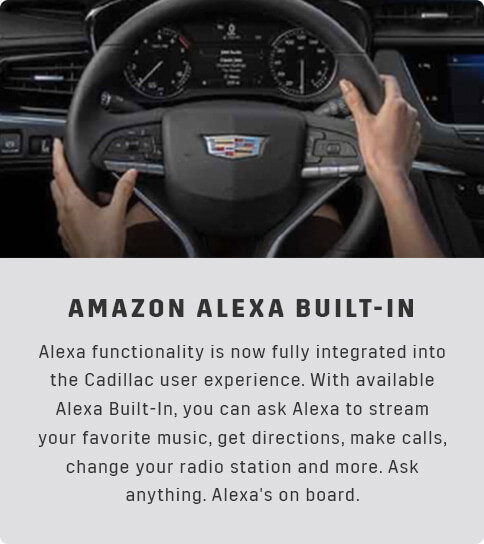 AMAZON ALEXA BUILT-IN
Alexa functionality is now fully integrated into
the Cadillac user experience. With available
Alexa Built-In, you can ask Alexa to stream
your favorite music, get directions, make calls,
change your radio station and more. Ask
anything. Alexa's on board.